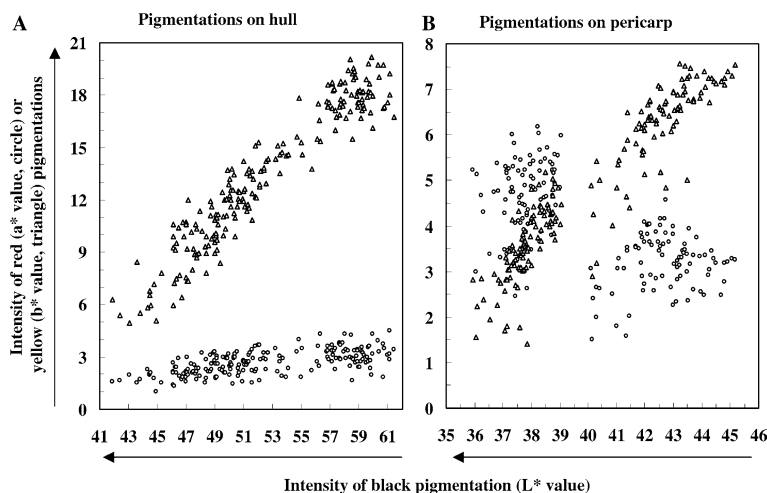 A
Pigmentations on hull
B
Pigmentations on pericarp
Intensity of red (a* value, circle) or
yellow (b* value, triangle) pigmentations
21
18
15
12
9
6
3
0
41 43 45 47 49 51 53 55 57 59 61
8
7
6
5
4
3
2
1
0
35 36 37 38 39 40 41 42 43 44 45 46
Intensity of black pigmentation (L* value)